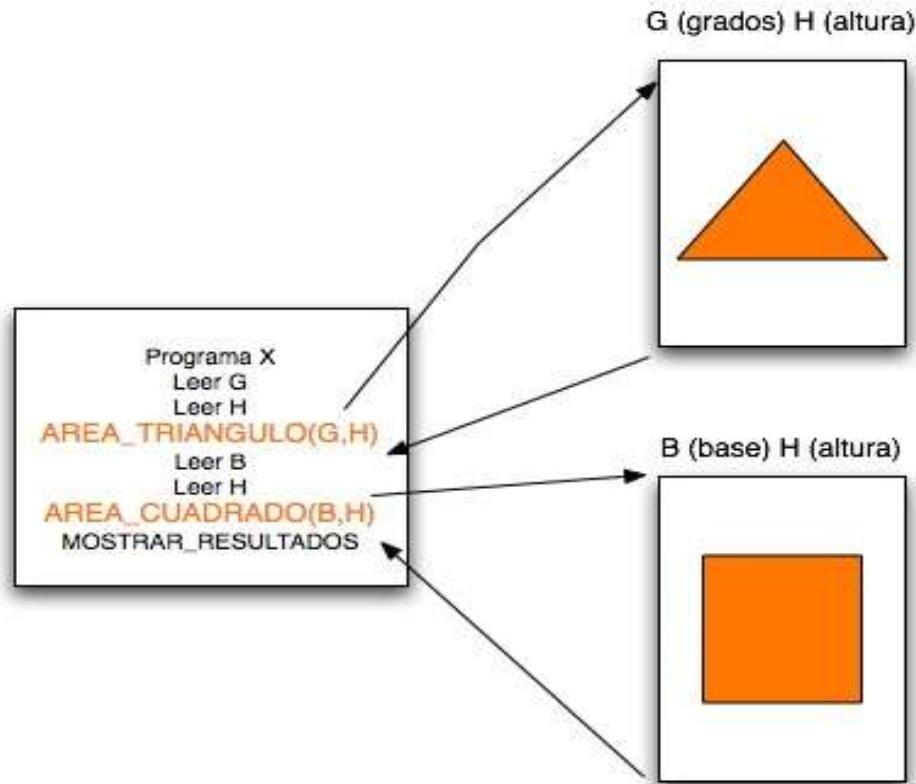 G (grados) H (altura)
Programa X
Leer G
Leer H
AREA_TRIANGULO(G,H)
Leer B
Leer H
AREA_CUADRADO(B,H)
MOSTRAR_RESULTADOS
B (base) H (altura)